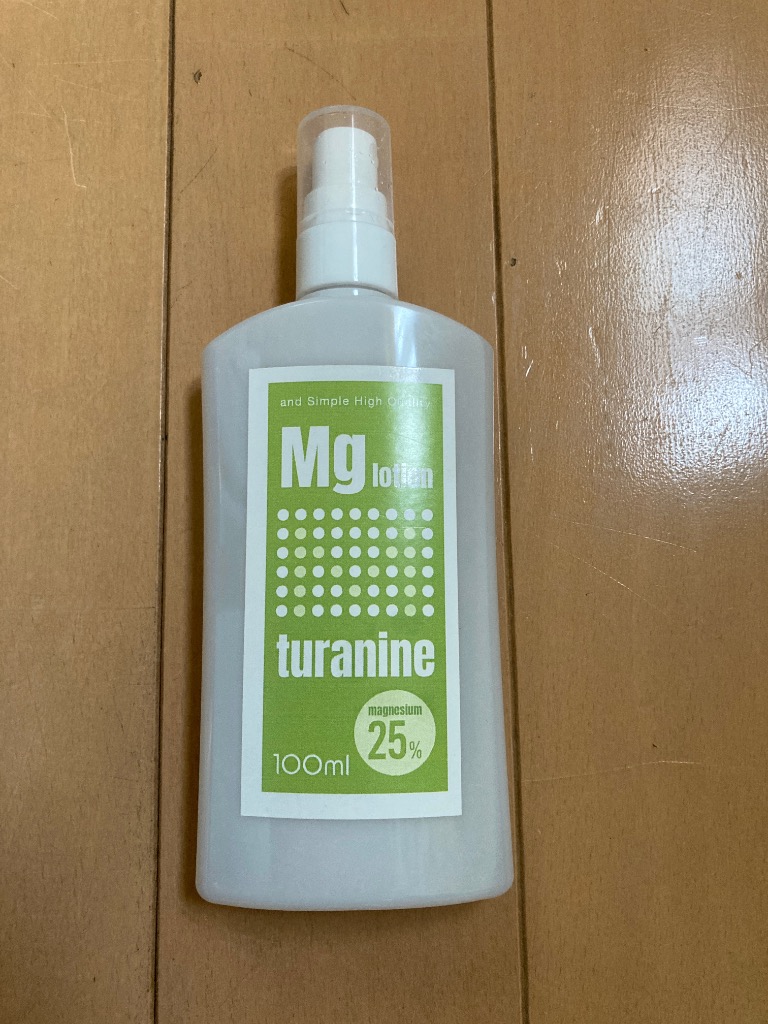 and Simple High Quality
Mg lotion
turanine
magnesium
25%
100ml